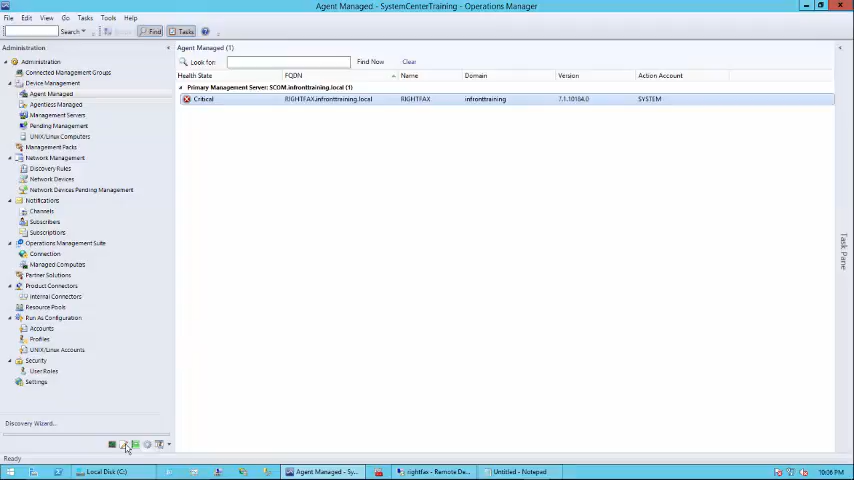 Agent Managed - SystemCenterTraining - Operations Manager
File Edit View Go Tasks Tools Help
Search Find Tasks
Administration
Administration
Connected Management Groups
Device Management
Agent Managed
Agentless Managed
Management Servers
Pending Management
UNIX/Linux Computers
Management Packs
Network Management
Discovery Rules
Network Devices
Network Devices Pending Management
Notifications
Channels
Subscribers
Subscriptions
Operations Management Suite
Connection
Managed Computers
Partner Solutions
Product Connectors
Internal Connectors
Resource Pools
Run As Configuration
Accounts
Profiles
UNIX/Linux Accounts
Security
User Roles
Settings
Discovery Wizard...
Agent Managed (1)
Look for: Find Now Clear
Health State FQDN Name Domain Version Action Account
Primary Management Server: SCOM.infronttraining.local (1)
Critical RIGHTFAX.infronttraining.local RIGHTFAX infronttraining 7.1.10184.0 SYSTEM
Task Pane
Ready
Local Disk (C:) Agent Managed - Sy... rightfax - Remote De... Untitled - Notepad 10:06 PM